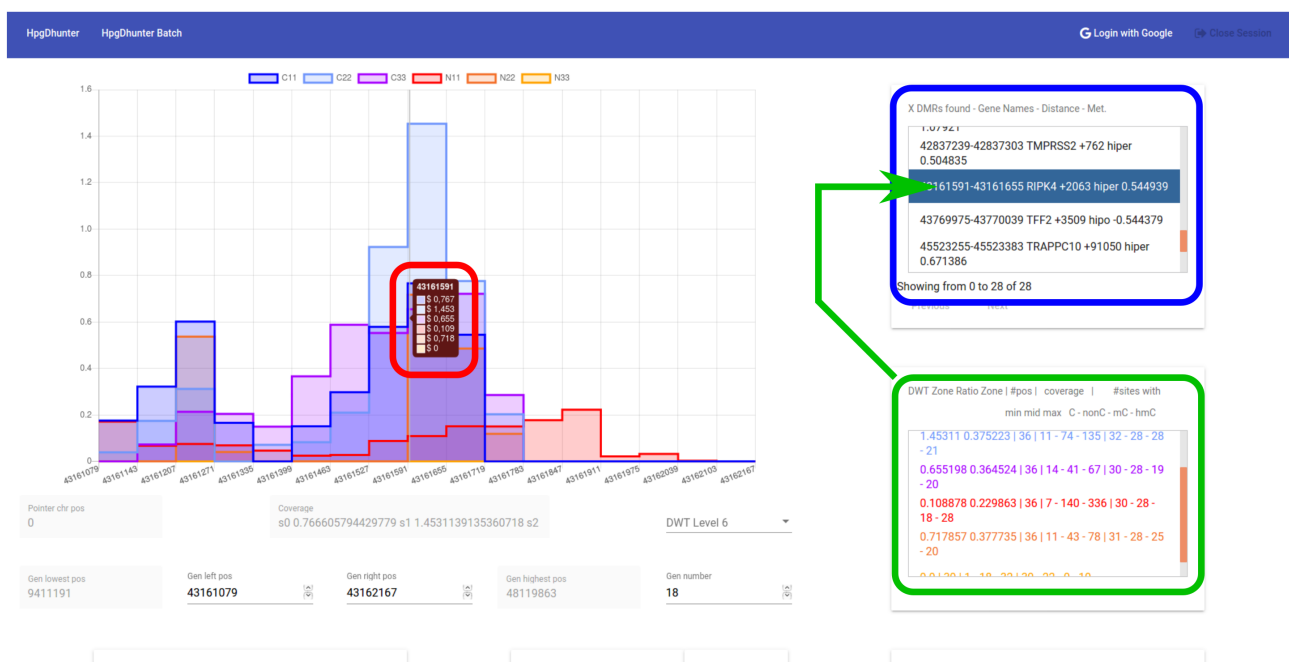 HpgDhunter HpgDhunter Batch Login with Google Close Session
C11 C22 C33 N11 N22 N33
1.6
1.4
1.2
1.0
0.8
0.6
0.4
0.2
0
43161591
$ 0,767
$ 1,453
$ 0,655
$ 0,109
$ 0,718
$ 0
43161079 43161143 43161207 43161271 43161335 43161399 43161463 43161527 43161591 43161655 43161719 43161783 43161847 43161911 43161975 43162039 43162103 43162167
Pointer chr pos
0
Coverage
s0 0.766605794429779 s1 1.4531139135360718 s2
DWT Level 6
Gen lowest pos
9411191
Gen left pos
43161079
Gen right pos
43162167
Gen highest pos
48119863
Gen number
18
X DMRs found - Gene Names - Distance - Met.
1.07921
42837239-42837303 TMPRSS2 +762 hiper
0.504835
43161591-43161655 RIPK4 +2063 hiper 0.544939
43769975-43770039 TFF2 +3509 hipo -0.544379
45523255-45523383 TRAPPC10 +91050 hiper
0.671386
Showing from 0 to 28 of 28
Previous Next
DWT Zone Ratio Zone | #pos | coverage | #sites with
min mid max C - nonC - mC - hmC
1.45311 0.375223 | 36 | 11 - 74 - 135 | 32 - 28 - 28
- 21
0.655198 0.364524 | 36 | 14 - 41 - 67 | 30 - 28 - 19
- 20
0.108878 0.229863 | 36 | 7 - 140 - 336 | 30 - 28 -
18 - 28
0.717857 0.377735 | 36 | 11 - 43 - 78 | 31 - 28 - 25
- 20